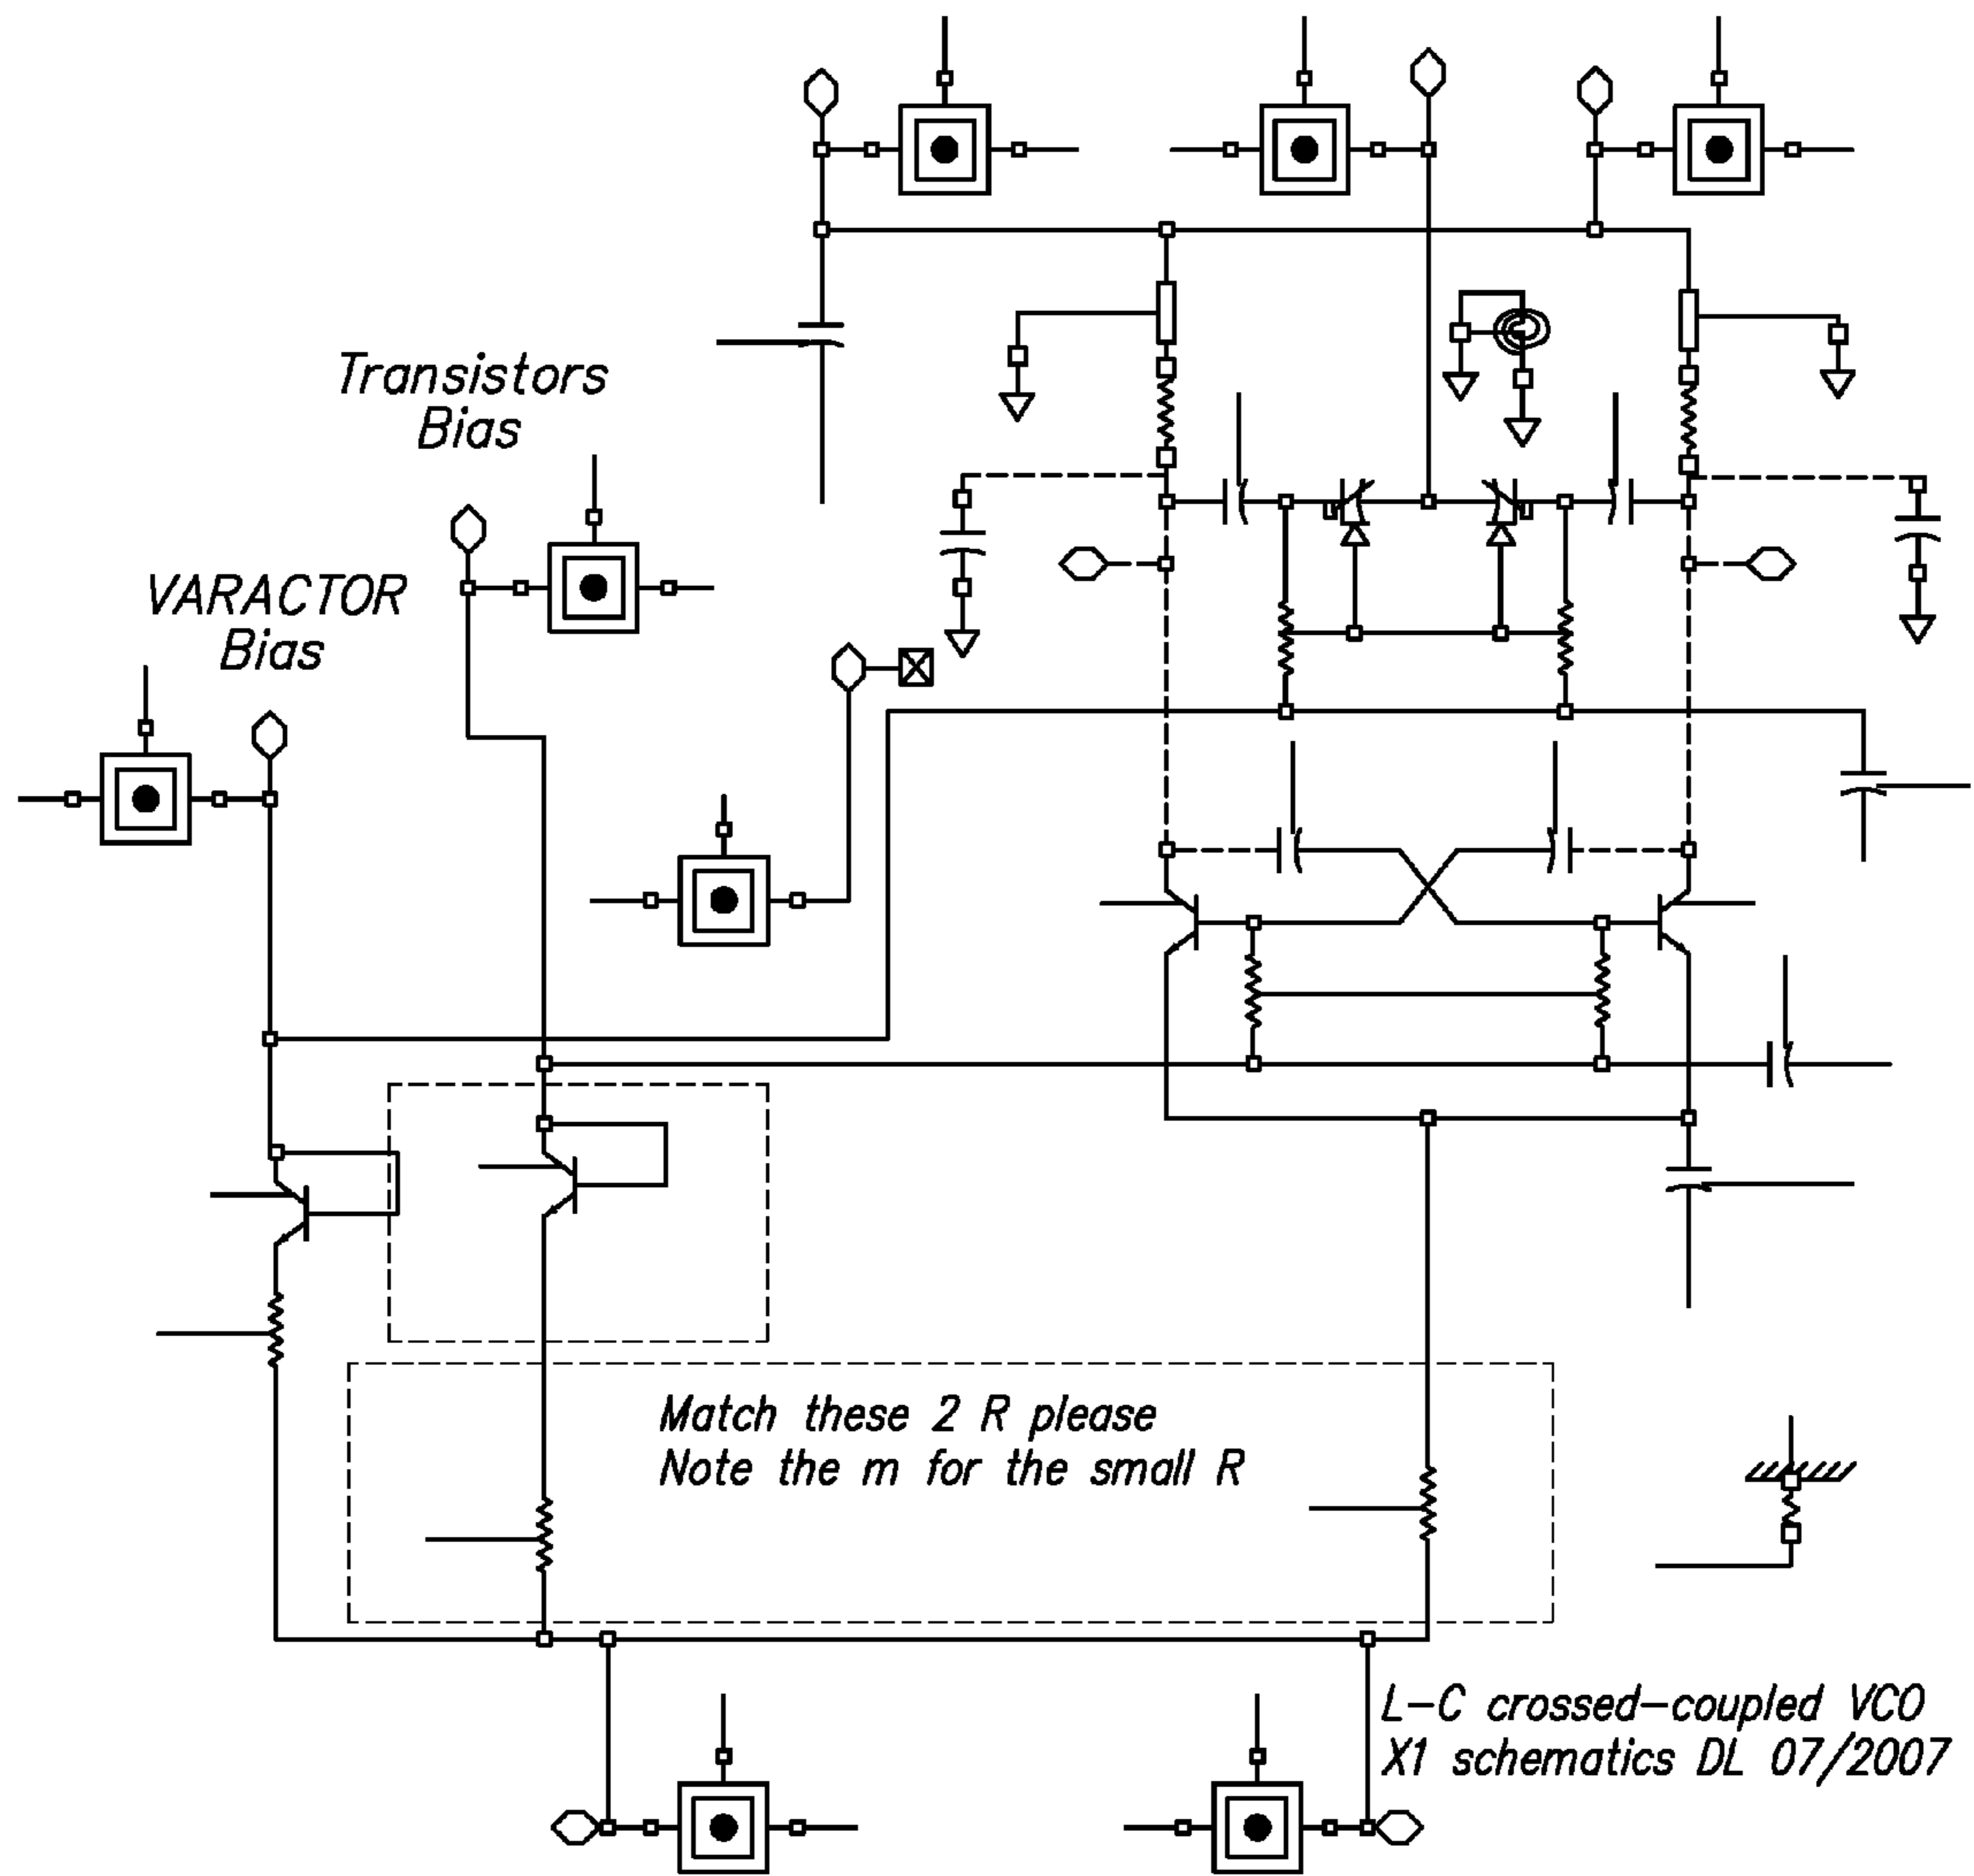 Transistors
Bias
VARACTOR
Bias
Match these 2 R please
Note the m for the small R
L-C crossed-coupled VCO
X1 schematics DL 07/2007